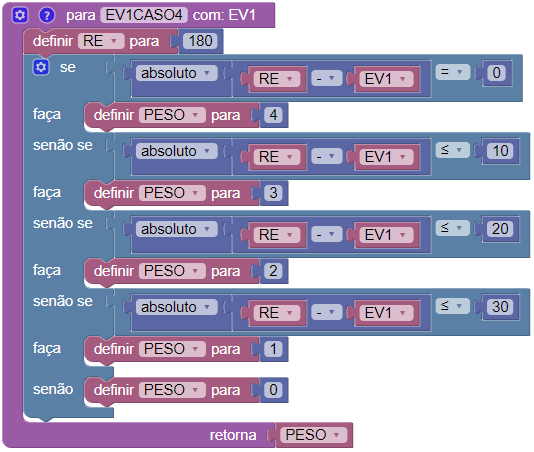 para EV1CASO4 com: EV1
definir RE para 180
se absoluto RE - EV1 = 0
faça definir PESO para 4
senão se absoluto RE - EV1 ≤ 10
faça definir PESO para 3
senão se absoluto RE - EV1 ≤ 20
faça definir PESO para 2
senão se absoluto RE - EV1 ≤ 30
faça definir PESO para 1
senão definir PESO para 0
retorna PESO